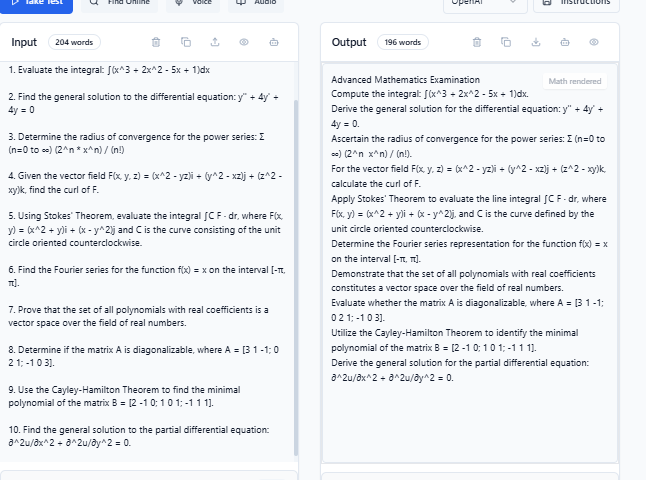 Take Test
Find Online
Voice
Audio
OpenAI
Instructions
Input
204 words
1. Evaluate the integral: ∫(x^3 + 2x^2 - 5x + 1)dx
2. Find the general solution to the differential equation: y'' + 4y' +
4y = 0
3. Determine the radius of convergence for the power series: Σ
(n=0 to ∞) (2^n * x^n) / (n!)
4. Given the vector field F(x, y, z) = (x^2 - yz)i + (y^2 - xz)j + (z^2 -
xy)k, find the curl of F.
5. Using Stokes' Theorem, evaluate the integral ∫C F · dr, where F(x,
y) = (x^2 + y)i + (x - y^2)j and C is the curve consisting of the unit
circle oriented counterclockwise.
6. Find the Fourier series for the function f(x) = x on the interval [-π,
π].
7. Prove that the set of all polynomials with real coefficients is a
vector space over the field of real numbers.
8. Determine if the matrix A is diagonalizable, where A = [3 1 -1; 0
2 1; -1 0 3].
9. Use the Cayley-Hamilton Theorem to find the minimal
polynomial of the matrix B = [2 -1 0; 1 0 1; -1 1 1].
10. Find the general solution to the partial differential equation:
∂^2u/∂x^2 + ∂^2u/∂y^2 = 0.
Output
196 words
Math rendered
Advanced Mathematics Examination
Compute the integral: ∫(x^3 + 2x^2 - 5x + 1)dx.
Derive the general solution for the differential equation: y'' + 4y' +
4y = 0.
Ascertain the radius of convergence for the power series: Σ (n=0 to
∞) (2^n x^n) / (n!).
For the vector field F(x, y, z) = (x^2 - yz)i + (y^2 - xz)j + (z^2 - xy)k,
calculate the curl of F.
Apply Stokes' Theorem to evaluate the line integral ∫C F · dr, where
F(x, y) = (x^2 + y)i + (x - y^2)j, and C is the curve defined by the
unit circle oriented counterclockwise.
Determine the Fourier series representation for the function f(x) = x
on the interval [-π, π].
Demonstrate that the set of all polynomials with real coefficients
constitutes a vector space over the field of real numbers.
Evaluate whether the matrix A is diagonalizable, where A = [3 1 -1;
0 2 1; -1 0 3].
Utilize the Cayley-Hamilton Theorem to identify the minimal
polynomial of the matrix B = [2 -1 0; 1 0 1; -1 1 1].
Derive the general solution for the partial differential equation:
∂^2u/∂x^2 + ∂^2u/∂y^2 = 0.